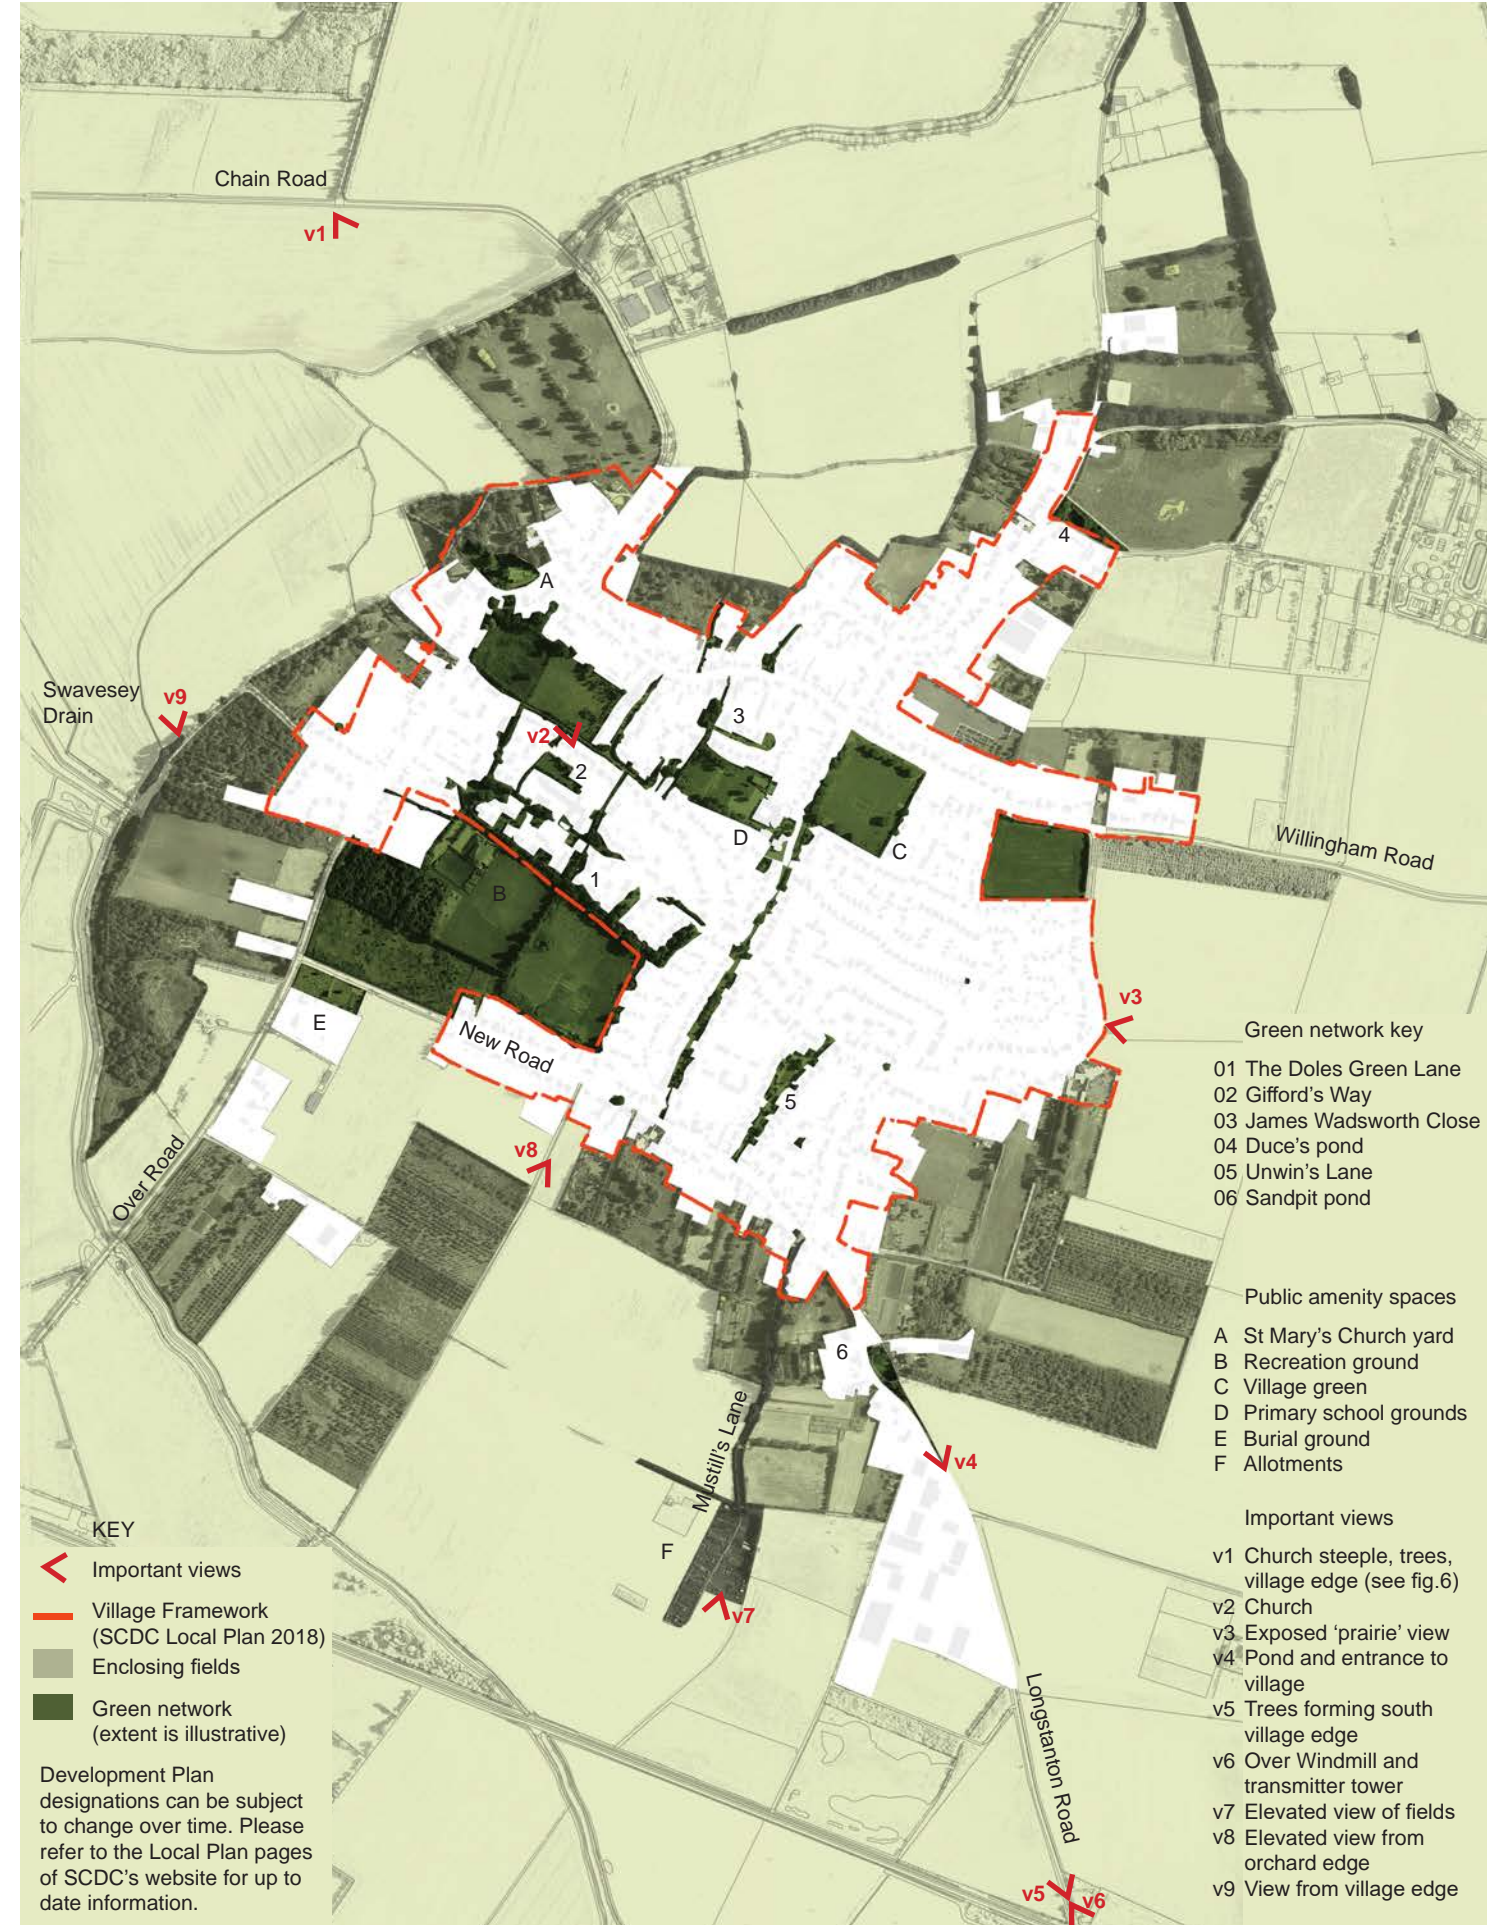 Chain Road
v1
A
4
Swavesey
Drain
v9
v2
3
2
D
C
Willingham Road
1
B
v3
E
New Road
5
v8
Over Road
6
Mustill's Lane
v4
F
v7
Longstanton Road
v5
v6
Green network key
01 The Doles Green Lane
02 Gifford's Way
03 James Wadsworth Close
04 Duce's pond
05 Unwin's Lane
06 Sandpit pond
Public amenity spaces
A St Mary's Church yard
B Recreation ground
C Village green
D Primary school grounds
E Burial ground
F Allotments
Important views
v1 Church steeple, trees,
village edge (see fig.6)
v2 Church
v3 Exposed ‘prairie’ view
v4 Pond and entrance to
village
v5 Trees forming south
village edge
v6 Over Windmill and
transmitter tower
v7 Elevated view of fields
v8 Elevated view from
orchard edge
v9 View from village edge
KEY
Important views
Village Framework
(SCDC Local Plan 2018)
Enclosing fields
Green network
(extent is illustrative)
Development Plan
designations can be subject
to change over time. Please
refer to the Local Plan pages
of SCDC's website for up to
date information.